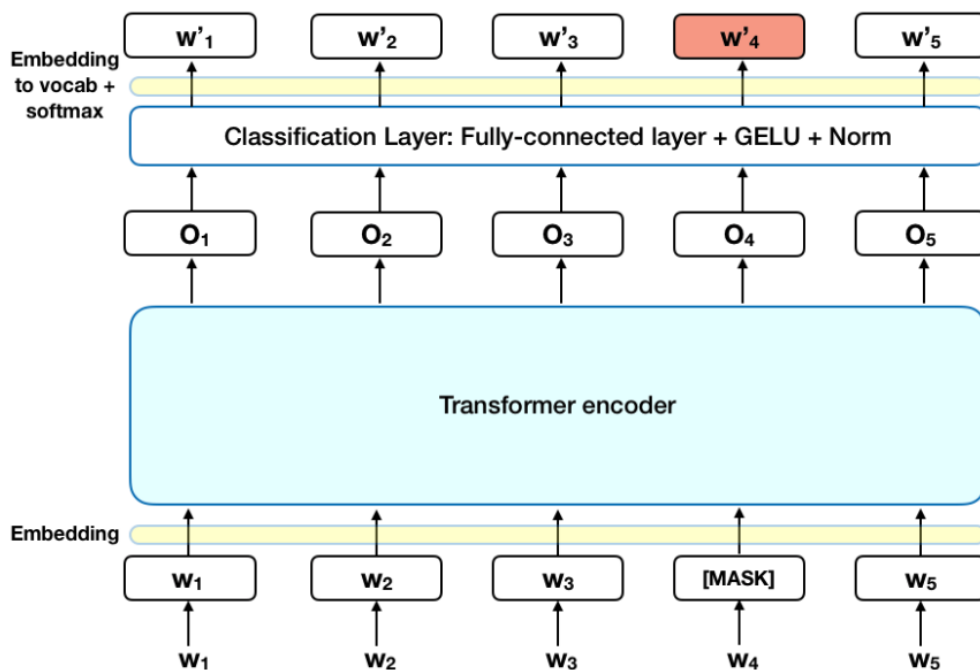 w’₁ w’₂ w’₃ w’₄ w’₅
Embedding
to vocab +
softmax
Classification Layer: Fully-connected layer + GELU + Norm
O₁ O₂ O₃ O₄ O₅
Transformer encoder
Embedding
w₁ w₂ w₃ [MASK] w₅
w₁ w₂ w₃ w₄ w₅